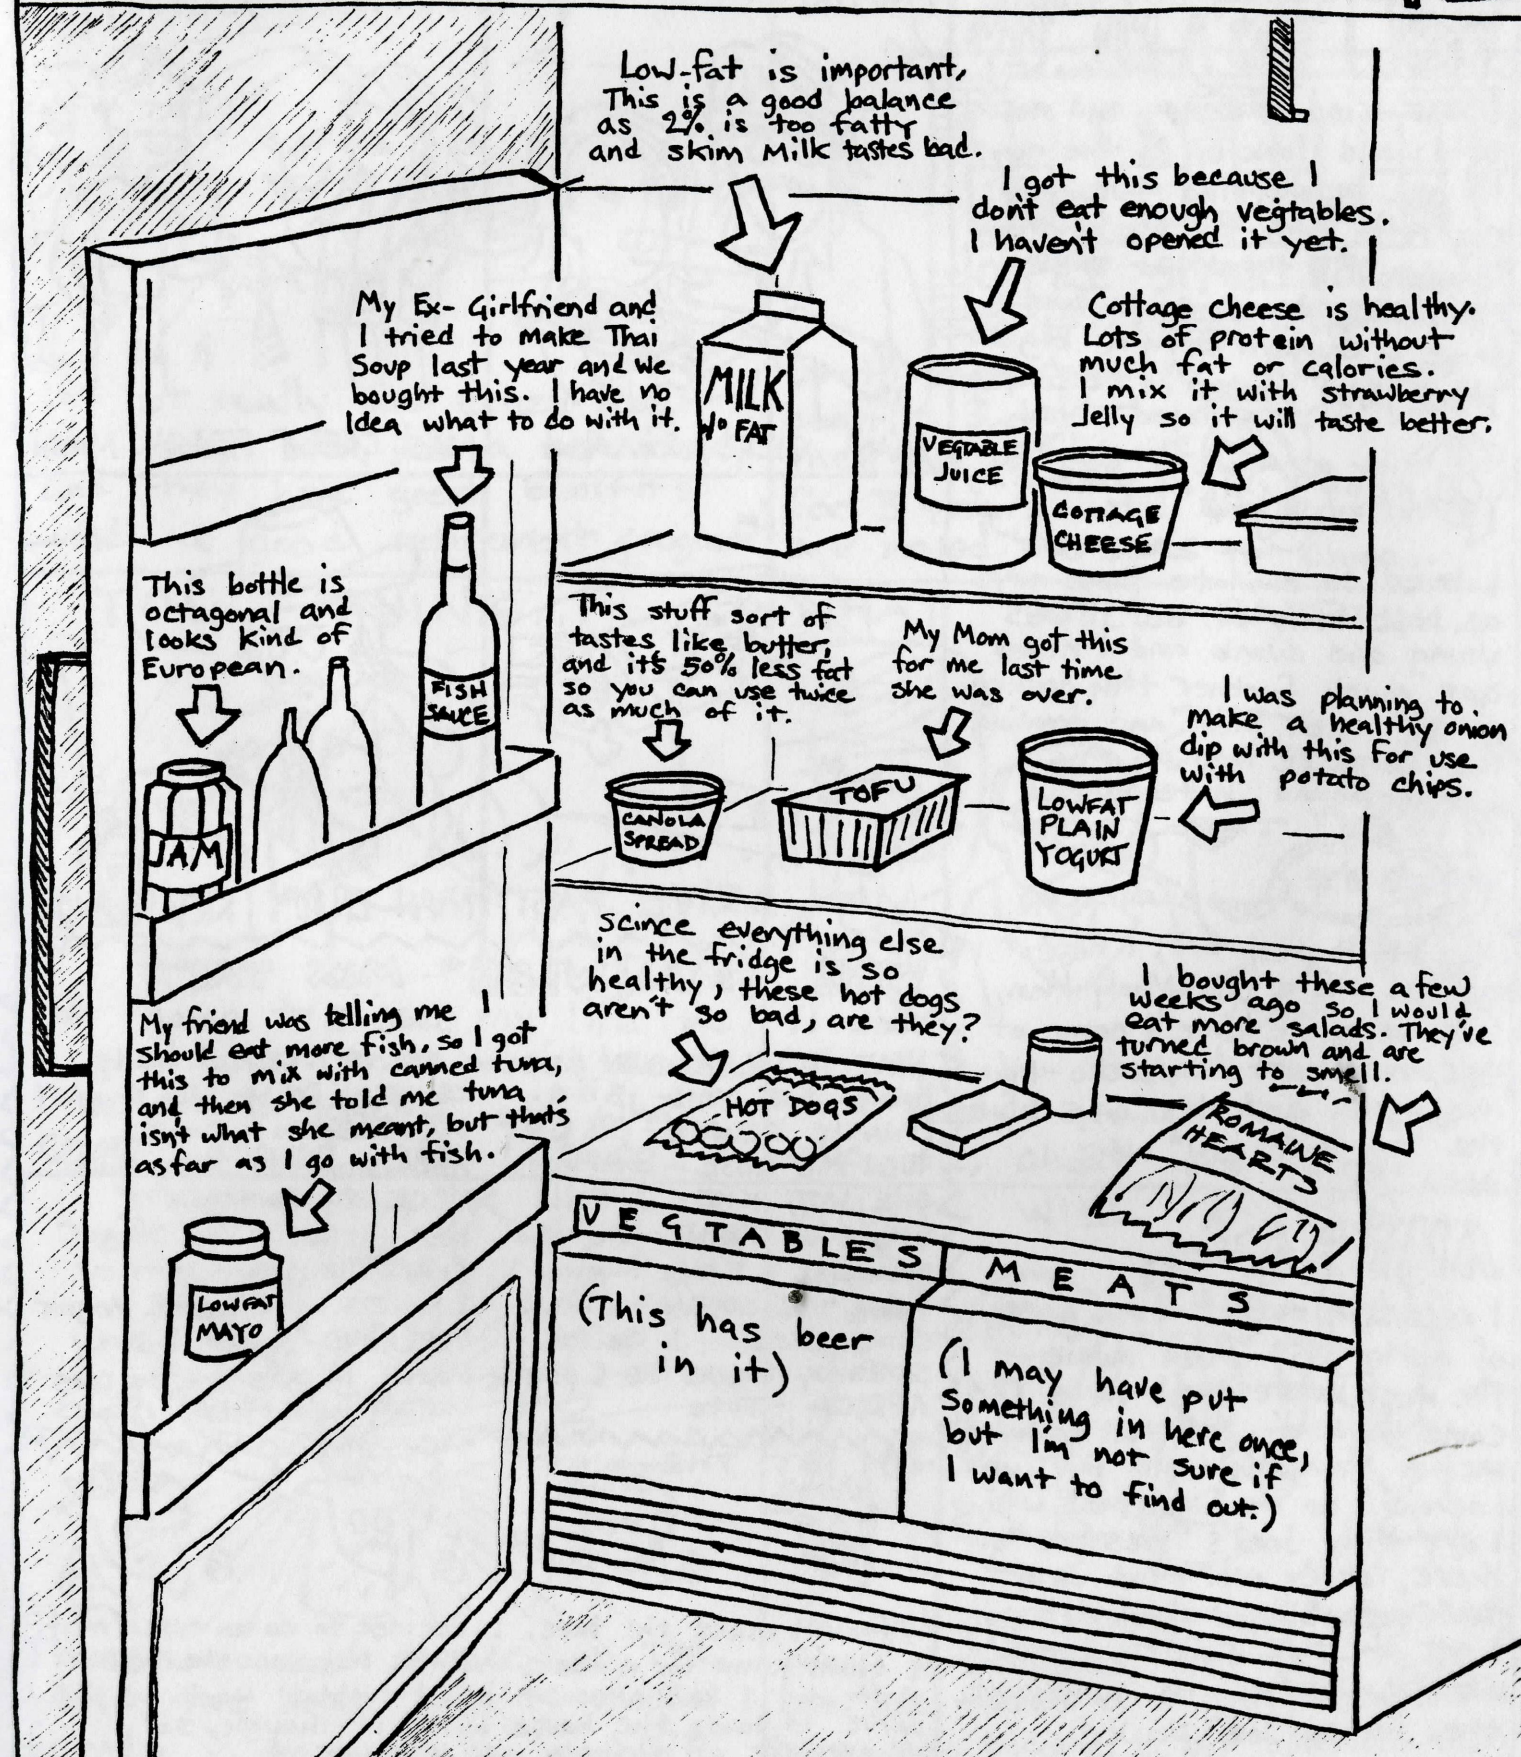 Low-fat is important,
This is a good balance
as 2% is too fatty
and skim Milk tastes bad.
I got this because I
don't eat enough vegtables.
I haven't opened it yet.
My Ex-Girlfriend and
I tried to make Thai
Soup last year and we
bought this. I have no
Idea what to do with it.
Cottage cheese is healthy.
Lots of protein without
much fat or calories.
I mix it with strawberry
Jelly so it will taste better.
MILK
FAT
VEGTABLE
JUICE
COTTAGE
CHEESE
This bottle is
octagonal and
looks kind of
European.
FISH
SAUCE
JAM
This stuff sort of
tastes like butter,
and it's 50% less fat
so you can use twice
as much of it.
My Mom got this
for me last time
she was over.
I was planning to
make a healthy onion
dip with this for use
with potato chips.
CANOLA
SPREAD
TOFU
LOWFAT
PLAIN
YOGURT
Scince everything else
in the fridge is so
healthy, these hot dogs
aren't so bad, are they?
I bought these a few
weeks ago so I would
eat more salads. They've
turned brown and are
starting to smell.
My friend was telling me I
should eat more fish, so I got
this to mix with canned tuna,
and then she told me tuna
isn't what she meant, but that's
as far as I go with fish.
HOT DOGS
ROMAINE
HEARTS
LOWFAT
MAYO
VEGTABLES
MEATS
(This has beer
in it)
(I may have put
Something in here once,
but I'm not sure if
I want to find out.)